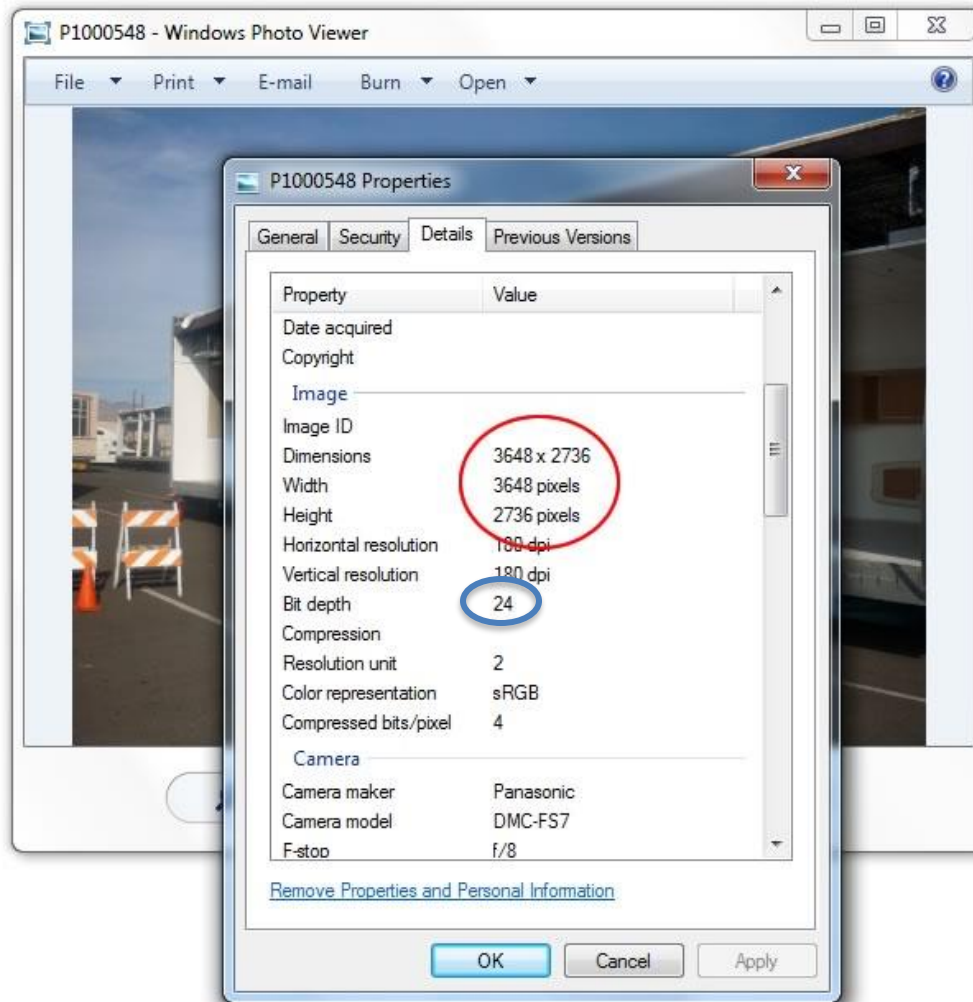 P1000548 - Windows Photo Viewer
File Print E-mail Burn Open
P1000548 Properties
General Security Details Previous Versions
Property Value
Date acquired
Copyright
Image
Image ID
Dimensions 3648 x 2736
Width 3648 pixels
Height 2736 pixels
Horizontal resolution 180 dpi
Vertical resolution 180 dpi
Bit depth 24
Compression
Resolution unit 2
Color representation sRGB
Compressed bits/pixel 4
Camera
Camera maker Panasonic
Camera model DMC-FS7
F-stop f/8
Remove Properties and Personal Information
OK Cancel Apply